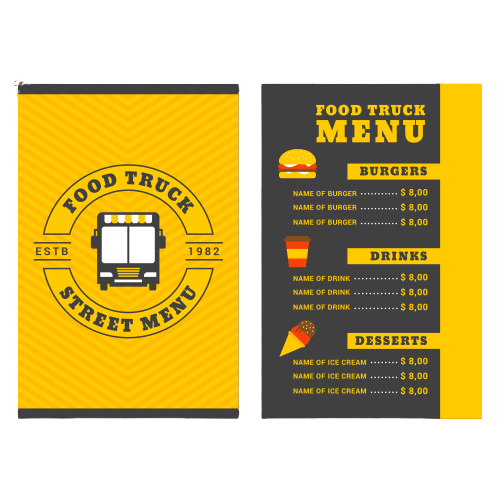 FOOD TRUCK
ESTB 1982
STREET MENU
FOOD TRUCK
MENU
BURGERS
NAME OF BURGER .......... $ 8,00
NAME OF BURGER .......... $ 8,00
NAME OF BURGER .......... $ 8,00
DRINKS
NAME OF DRINK ............ $ 8,00
NAME OF DRINK ............ $ 8,00
NAME OF DRINK ............ $ 8,00
DESSERTS
NAME OF ICE CREAM ........ $ 8,00
NAME OF ICE CREAM ........ $ 8,00
NAME OF ICE CREAM ........ $ 8,00